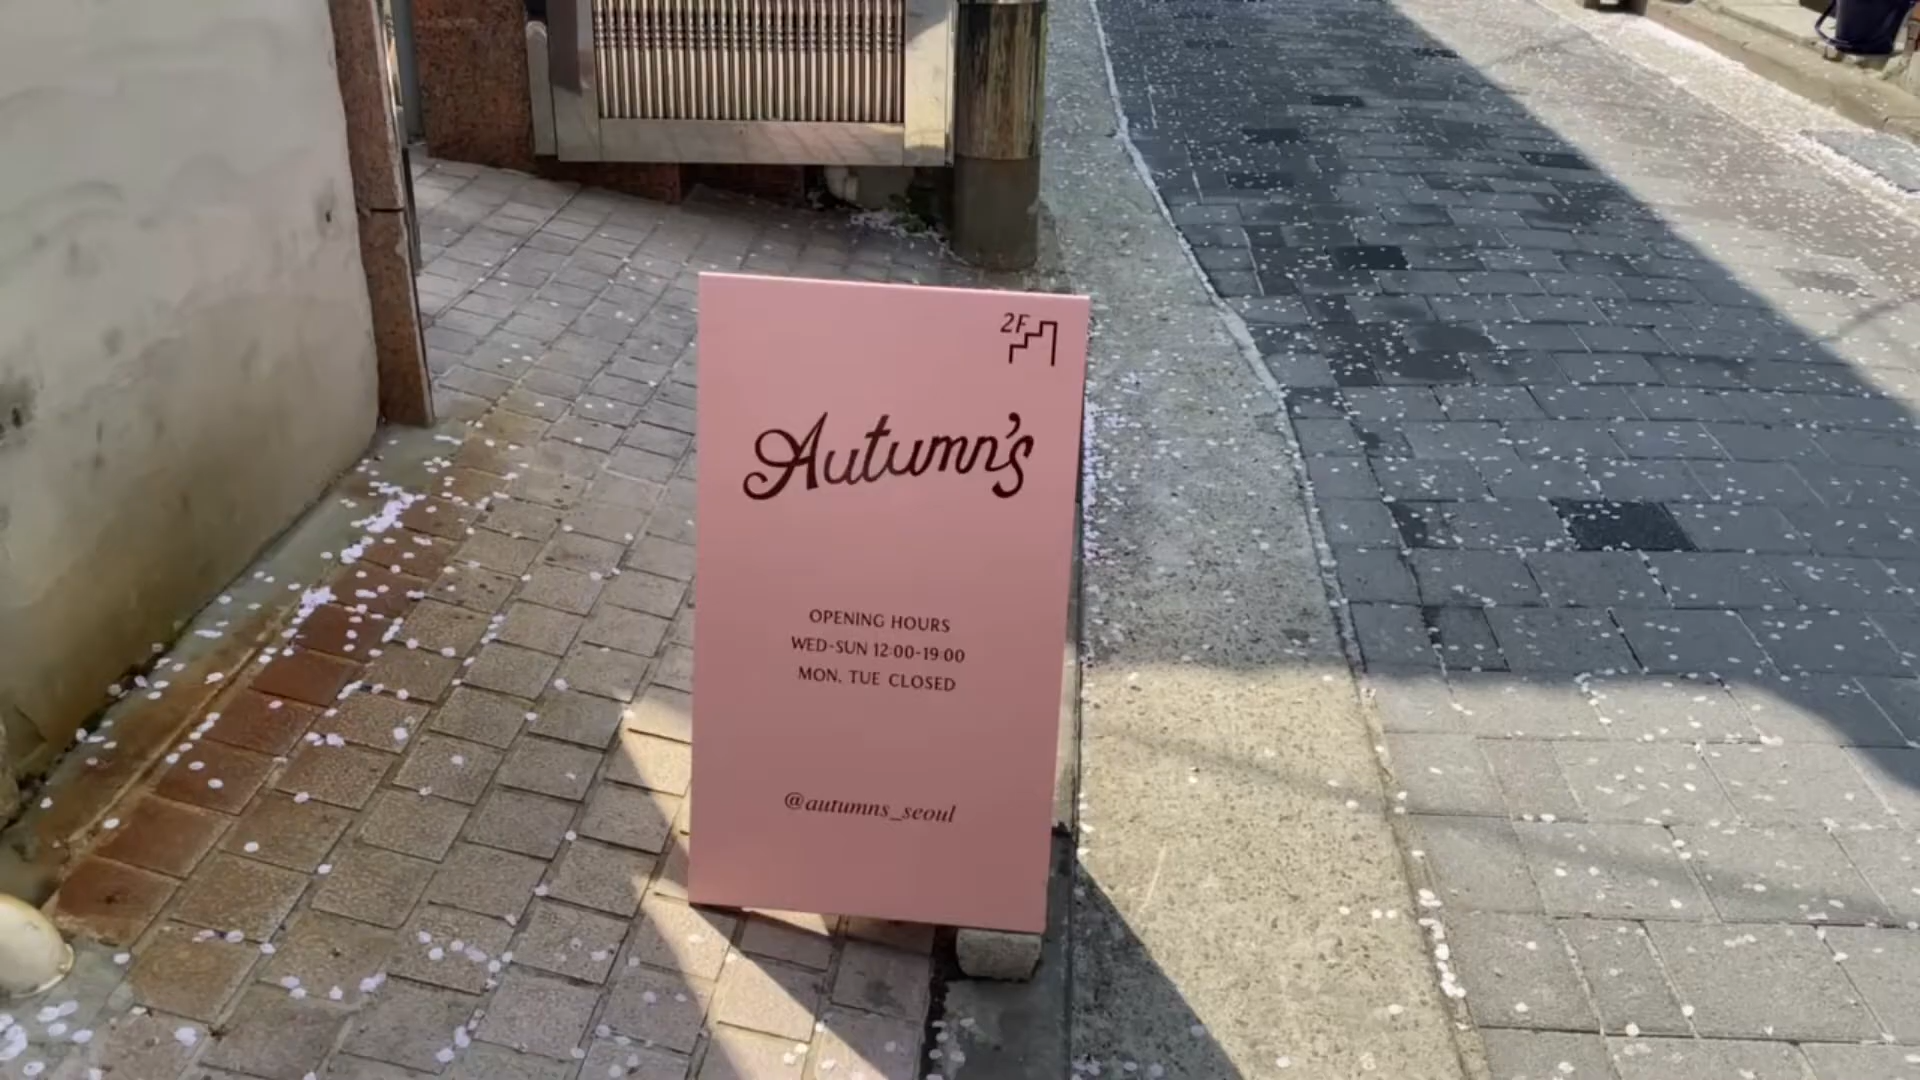 2F
Autumn's
OPENING HOURS
WED-SUN 12:00-19:00
MON, TUE CLOSED
@autumns_seoul